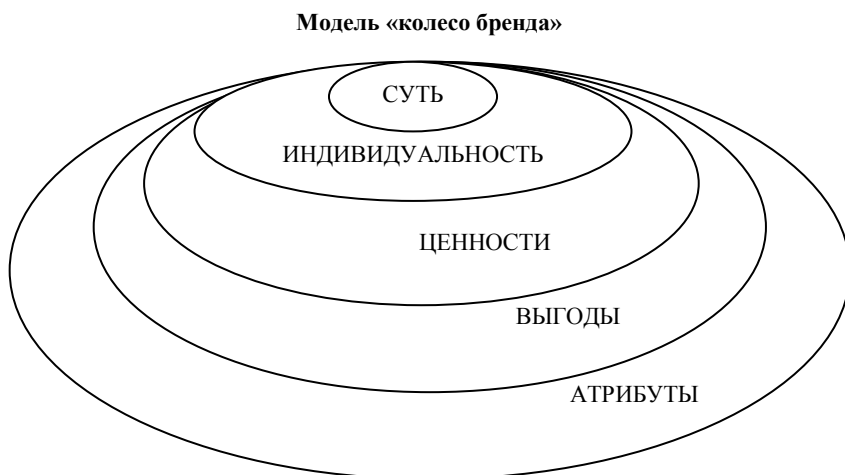 Модель «колесо бренда»
СУТЬ
ИНДИВИДУАЛЬНОСТЬ
ЦЕННОСТИ
ВЫГОДЫ
АТРИБУТЫ